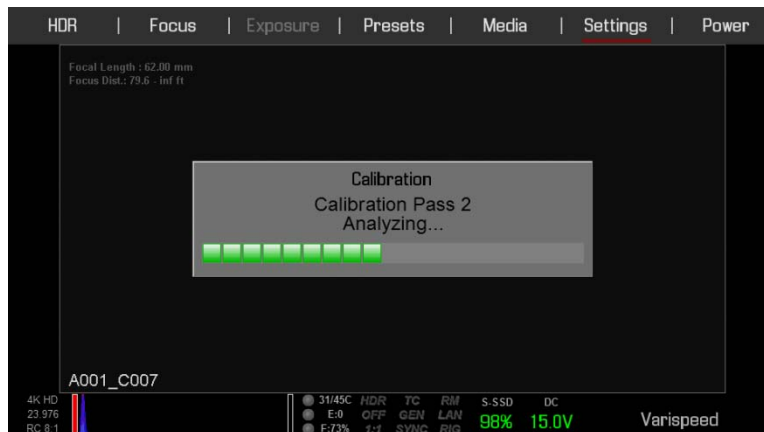 HDR | Focus | Exposure | Presets | Media | Settings | Power
Focal Length : 62.00 mm
Focus Dist.: 79.6 - inf ft
Calibration
Calibration Pass 2
Analyzing...
A001_C007
4K HD 31/45C HDR TC RM S-SSD DC
23.976 E:0 OFF GEN LAN 98% 15.0V Varispeed
RC 8:1 F:73% 1:1 SYNC RIG